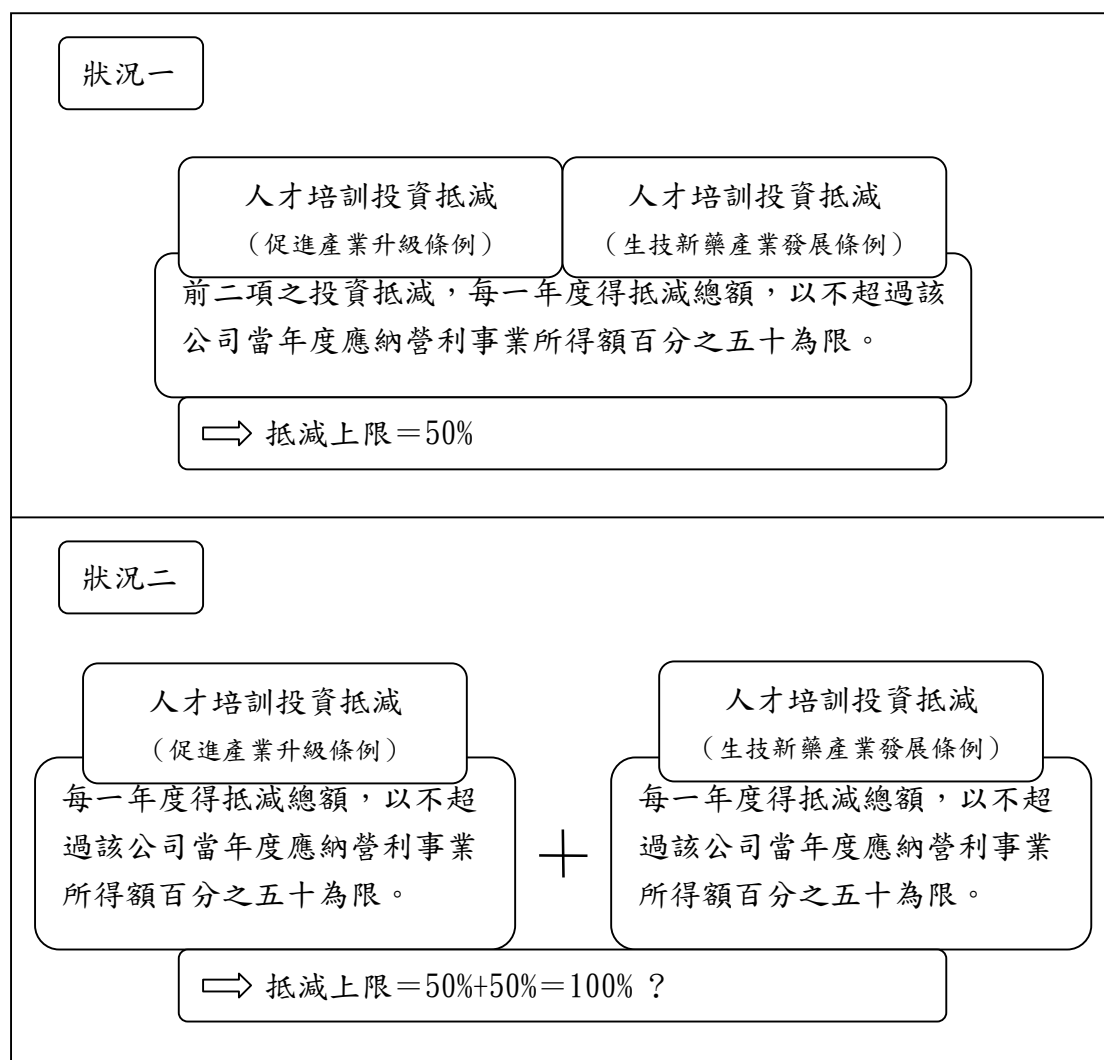 狀況一
人才培訓投資抵減
（促進產業升級條例）
人才培訓投資抵減
（生技新藥產業發展條例）
前二項之投資抵減，每一年度得抵減總額，以不超過該
公司當年度應納營利事業所得額百分之五十為限。
⇨ 抵減上限＝50%
狀況二
人才培訓投資抵減
（促進產業升級條例）
每一年度得抵減總額，以不超
過該公司當年度應納營利事業
所得額百分之五十為限。
＋
人才培訓投資抵減
（生技新藥產業發展條例）
每一年度得抵減總額，以不超
過該公司當年度應納營利事業
所得額百分之五十為限。
⇨ 抵減上限＝50%+50%＝100%？